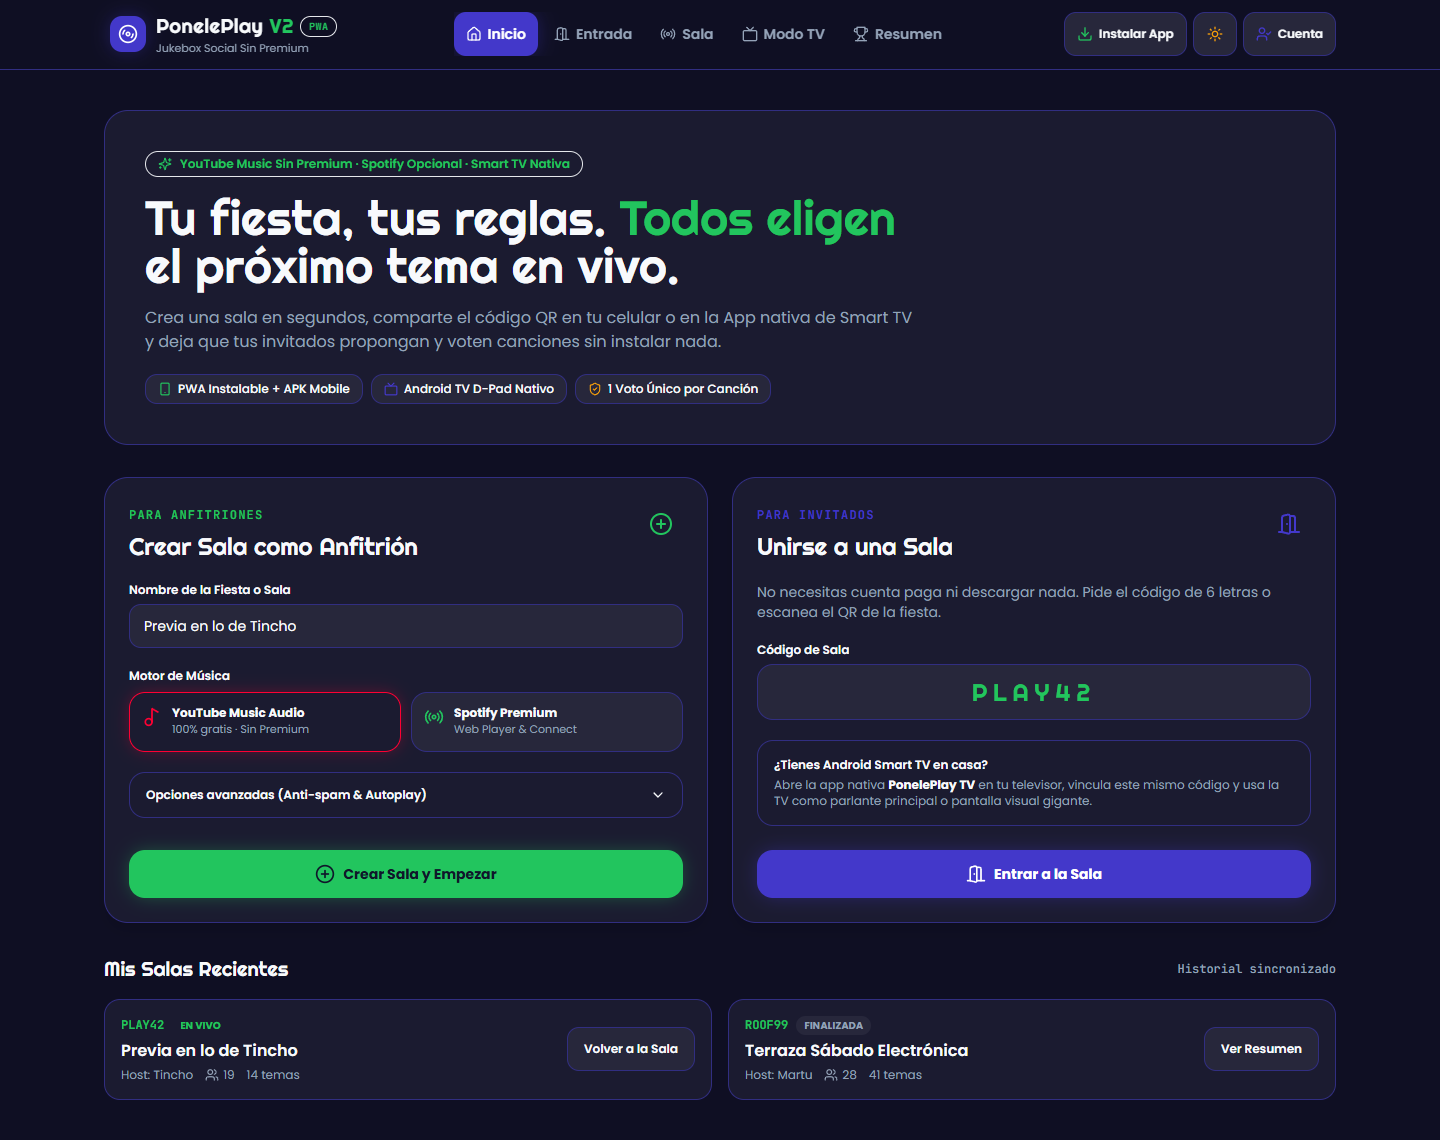 PonelePlay V2 PWA
Jukebox Social Sin Premium
Inicio
Entrada
Sala
Modo TV
Resumen
Instalar App
Cuenta
YouTube Music Sin Premium · Spotify Opcional · Smart TV Nativa
Tu fiesta, tus reglas. Todos eligen
el próximo tema en vivo.
Crea una sala en segundos, comparte el código QR en tu celular o en la App nativa de Smart TV
y deja que tus invitados propongan y voten canciones sin instalar nada.
PWA Instalable + APK Mobile
Android TV D-Pad Nativo
1 Voto Único por Canción
PARA ANFITRIONES
Crear Sala como Anfitrión
Nombre de la Fiesta o Sala
Previa en lo de Tincho
Motor de Música
YouTube Music Audio
100% gratis · Sin Premium
Spotify Premium
Web Player & Connect
Opciones avanzadas (Anti-spam & Autoplay)
Crear Sala y Empezar
PARA INVITADOS
Unirse a una Sala
No necesitas cuenta paga ni descargar nada. Pide el código de 6 letras o
escanea el QR de la fiesta.
Código de Sala
PLAY42
¿Tienes Android Smart TV en casa?
Abre la app nativa PonelePlay TV en tu televisor, vincula este mismo código y usa la
TV como parlante principal o pantalla visual gigante.
Entrar a la Sala
Mis Salas Recientes
Historial sincronizado
PLAY42 EN VIVO
Previa en lo de Tincho
Host: Tincho 19 14 temas
Volver a la Sala
ROOF99 FINALIZADA
Terraza Sábado Electrónica
Host: Martu 28 41 temas
Ver Resumen